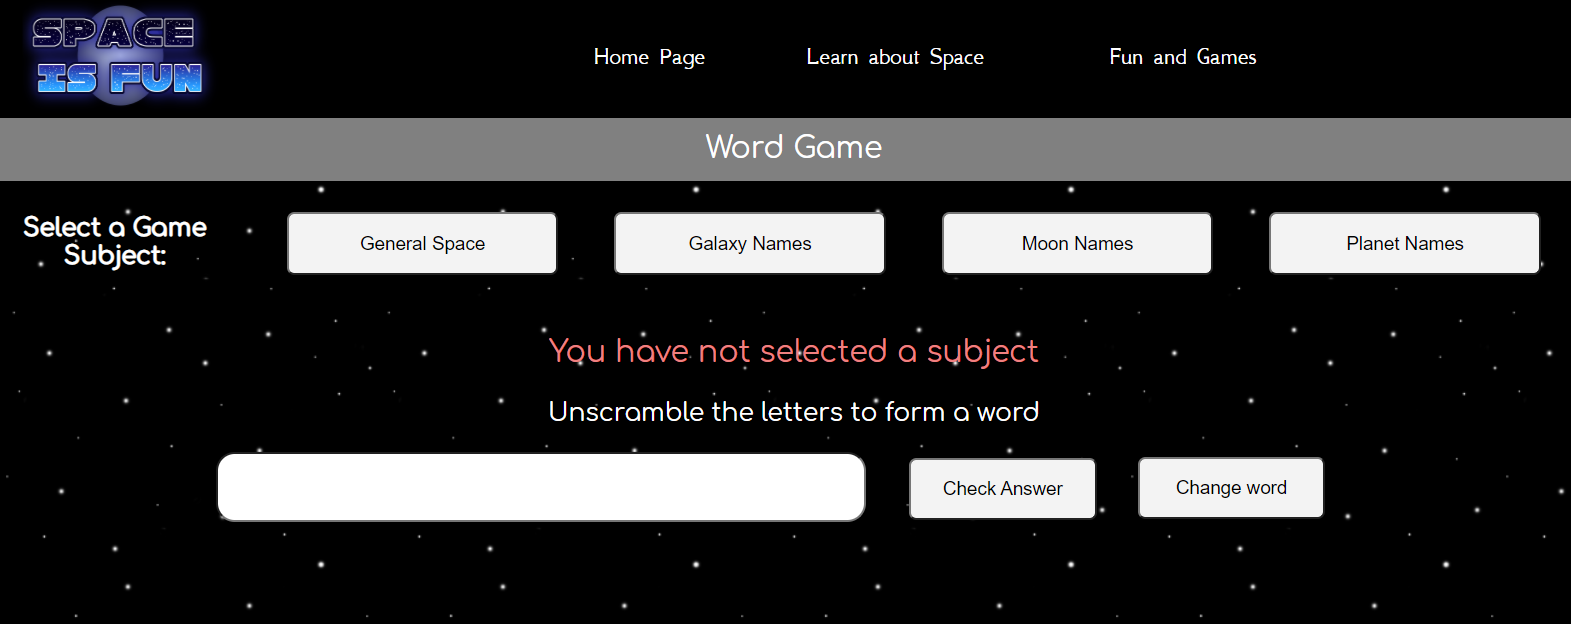 SPACE
IS FUN
Home Page
Learn about Space
Fun and Games
Word Game
Select a Game
Subject:
General Space
Galaxy Names
Moon Names
Planet Names
You have not selected a subject
Unscramble the letters to form a word
Check Answer
Change word